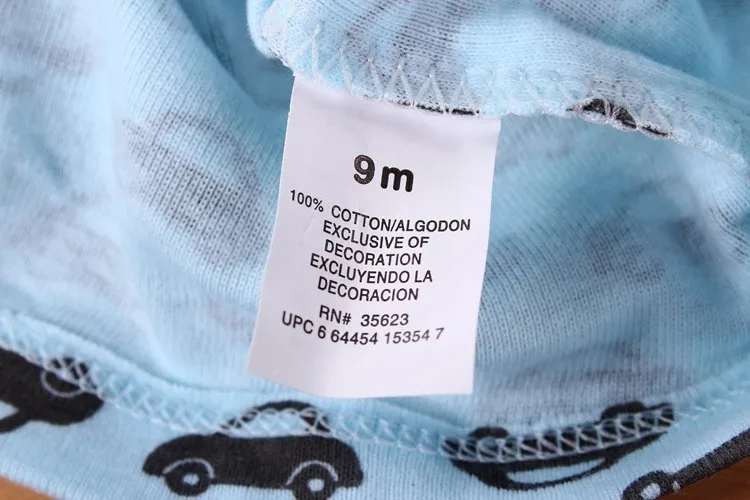 9m
100% COTTON/ALGODON
EXCLUSIVE OF
DECORATION
EXCLUYENDO LA
DECORACION
RN# 35623
UPC 6 64454 15354 7